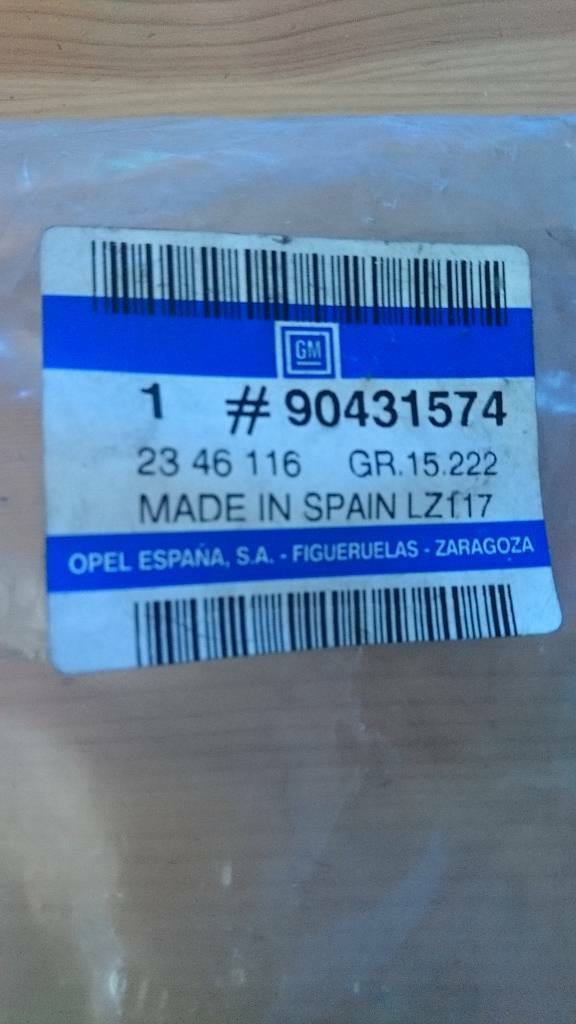 GM
1 # 90431574
23 46 116 GR.15.222
MADE IN SPAIN LZ117
OPEL ESPAÑA, S.A. - FIGUERUELAS - ZARAGOZA